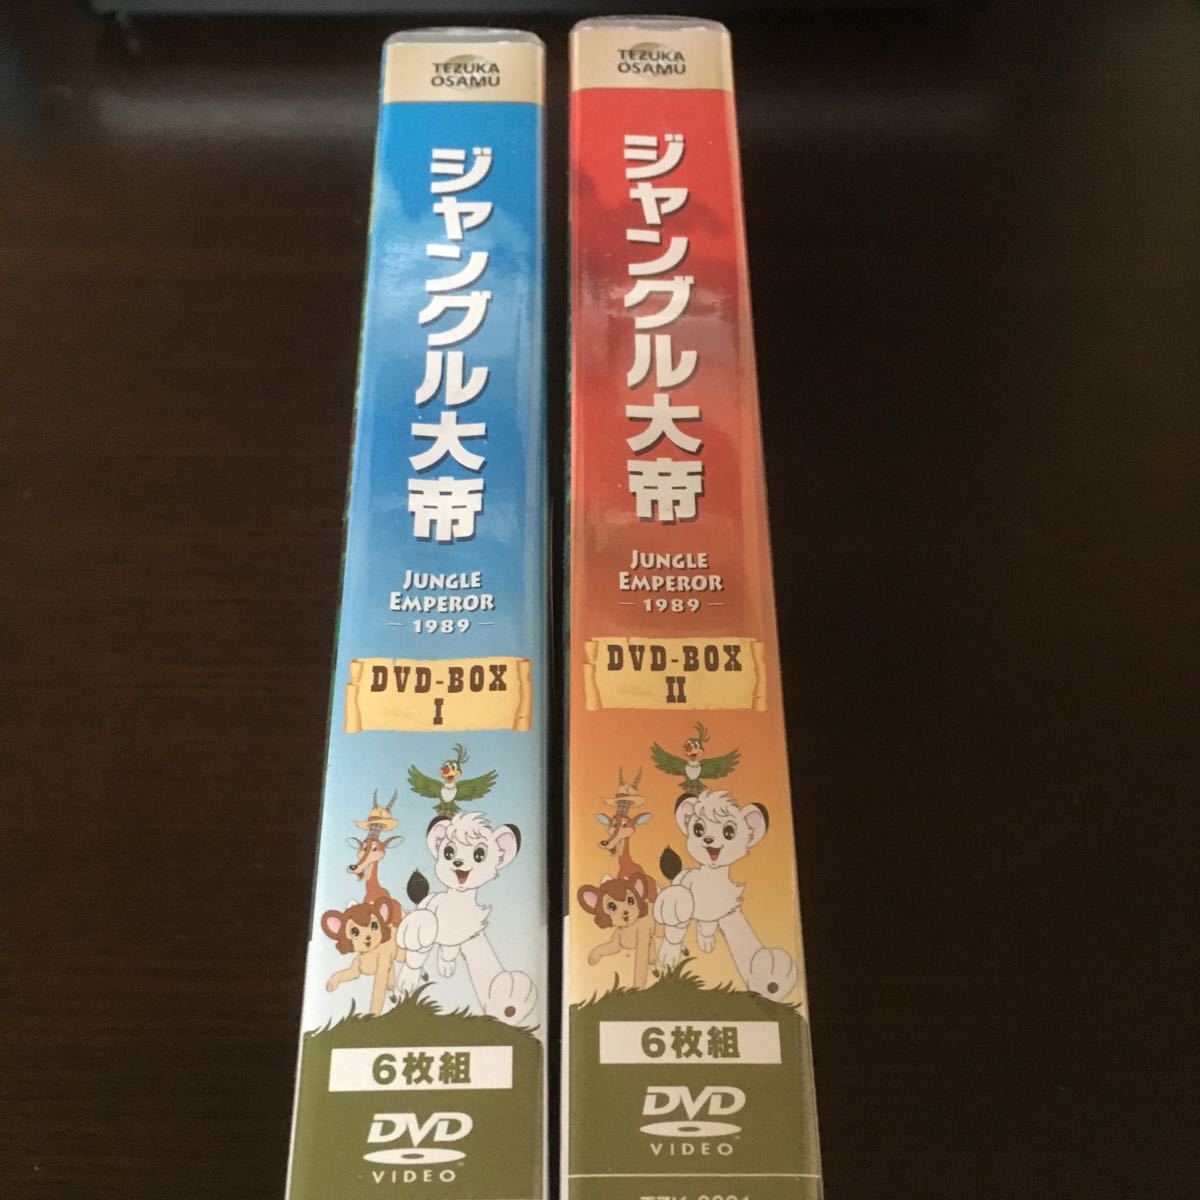 TEZUKA
OSAMU
ジャングル大帝
JUNGLE
EMPEROR
1989
DVD-BOX
I
6枚組
DVD
VIDEO
TEZUKA
OSAMU
ジャングル大帝
JUNGLE
EMPEROR
1989
DVD-BOX
II
6枚組
DVD
VIDEO